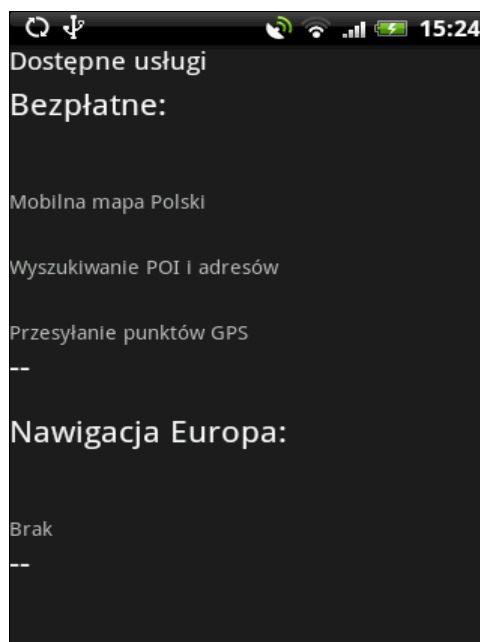 15:24
Dostępne usługi
Bezpłatne:
Mobilna mapa Polski
Wyszukiwanie POI i adresów
Przesyłanie punktów GPS
--
Nawigacja Europa:
Brak
--